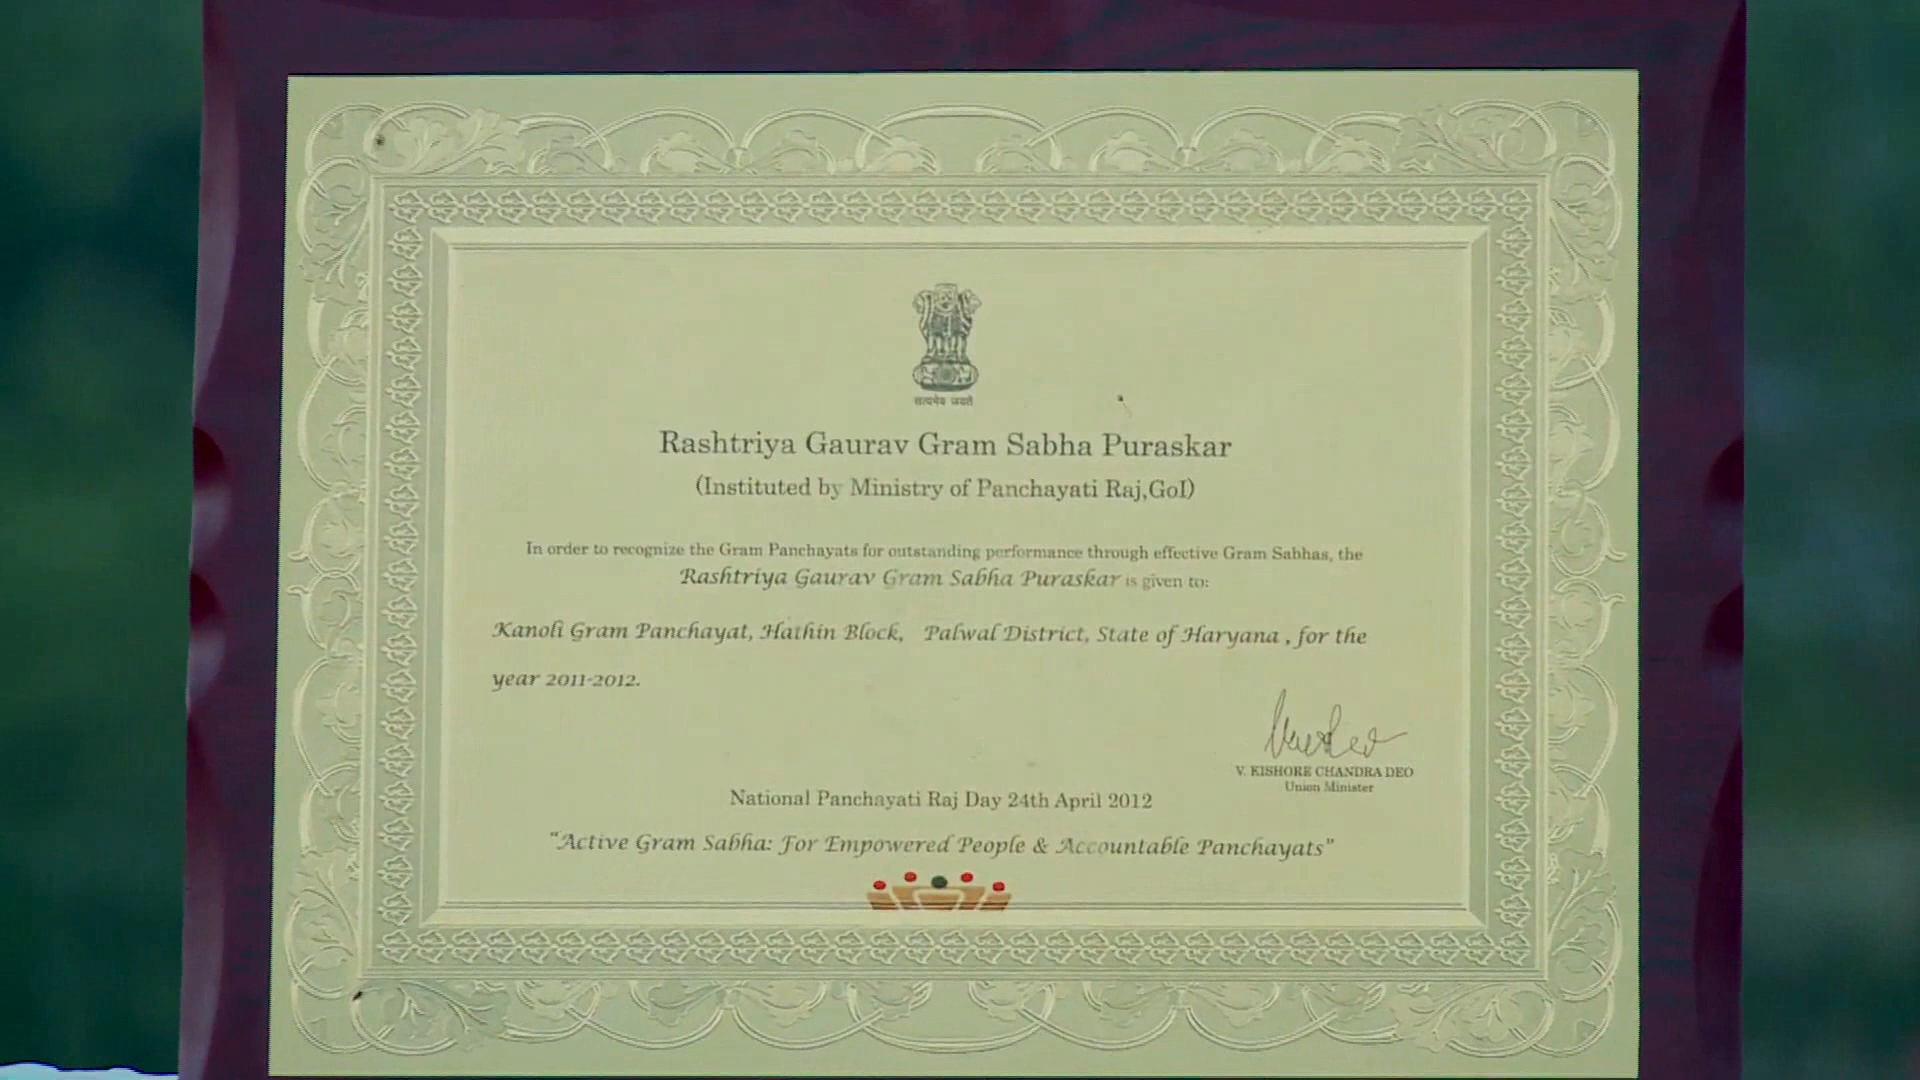 सत्यमेव जयते
Rashtriya Gaurav Gram Sabha Puraskar
(Instituted by Ministry of Panchayati Raj,GoI)
In order to recognize the Gram Panchayats for outstanding performance through effective Gram Sabhas, the
Rashtriya Gaurav Gram Sabha Puraskar is given to:
Kanoli Gram Panchayat, Hathin Block, Palwal District, State of Haryana , for the
year 2011-2012.
V. KISHORE CHANDRA DEO
Union Minister
National Panchayati Raj Day 24th April 2012
"Active Gram Sabha: For Empowered People & Accountable Panchayats"